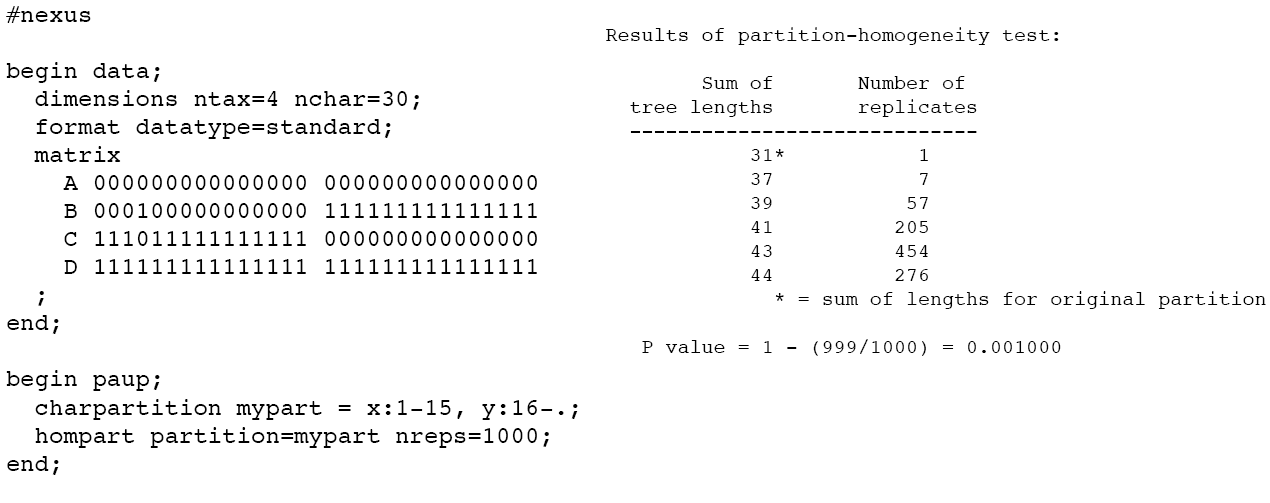 #nexus
begin data;
dimensions ntax=4 nchar=30;
format datatype=standard;
matrix
A 000000000000000 000000000000000
B 000100000000000 111111111111111
C 111011111111111 000000000000000
D 111111111111111 111111111111111
;
end;
begin paup;
charpartition mypart = x:1-15, y:16-.;
hompart partition=mypart nreps=1000;
end;
Results of partition-homogeneity test:
Sum of Number of
tree lengths replicates
-----------------------------
31* 1
37 7
39 57
41 205
43 454
44 276
* = sum of lengths for original partition
P value = 1 - (999/1000) = 0.001000